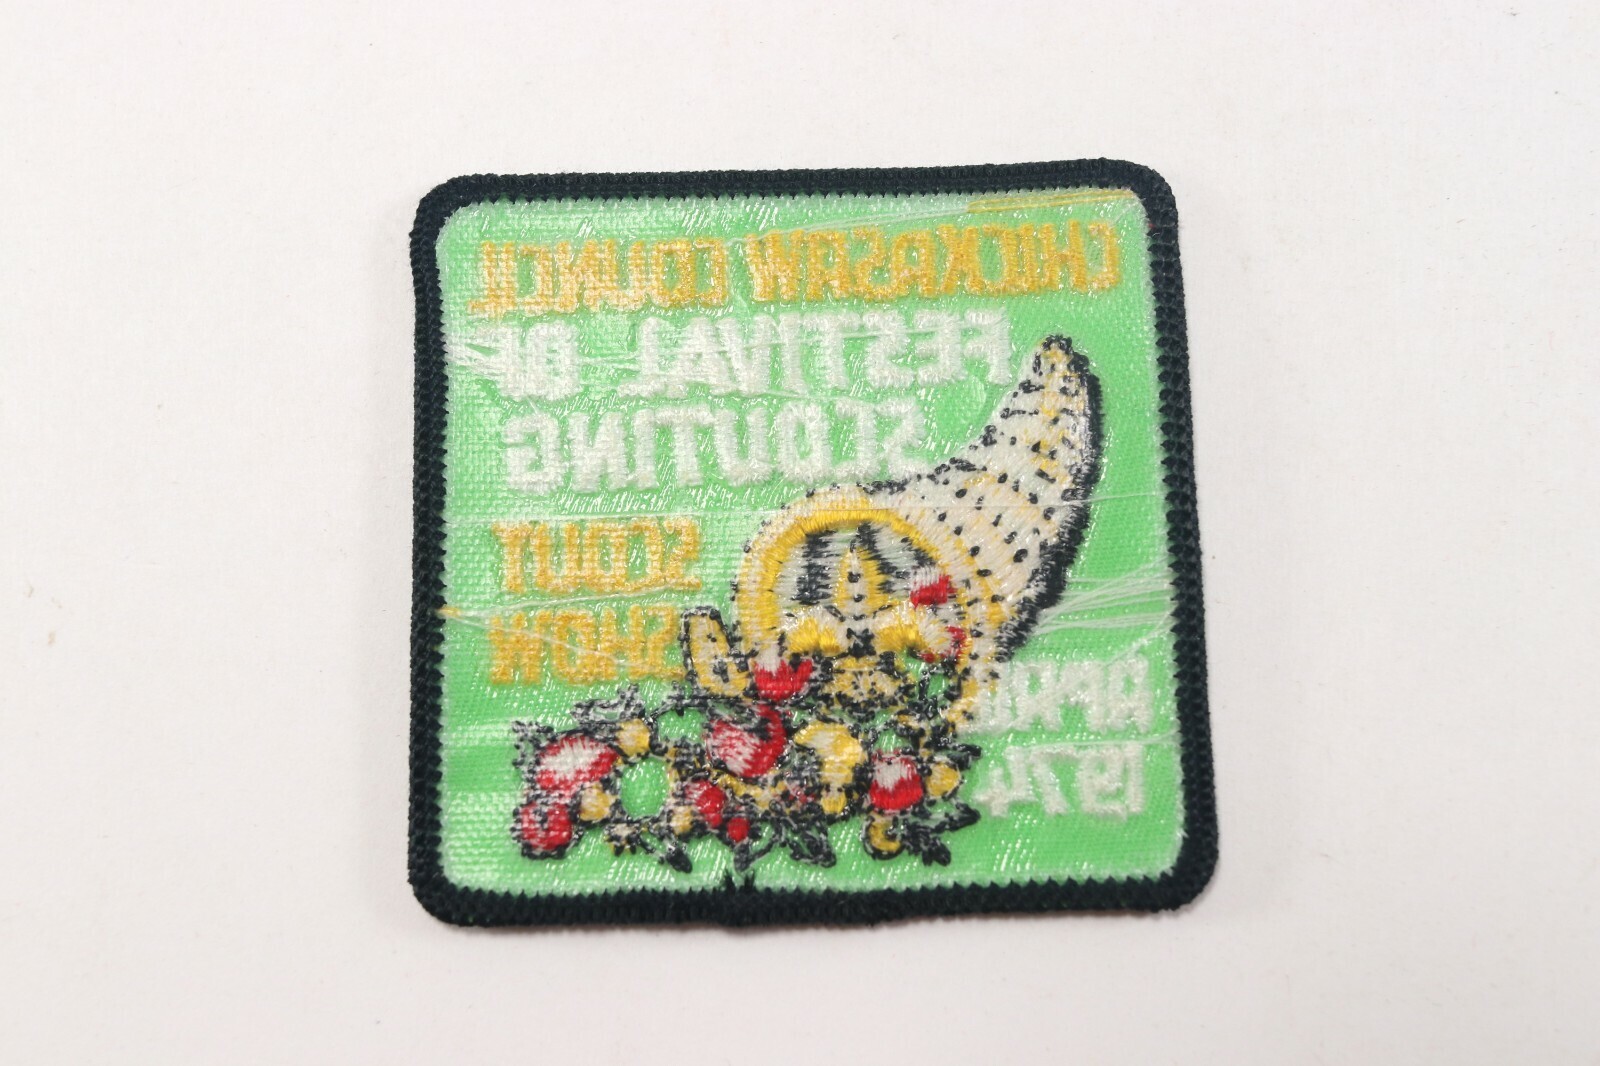 CHICKASAW COUNCIL
FESTIVAL OF
SCOUTING
SCOUT
SHOW
APRIL
1974